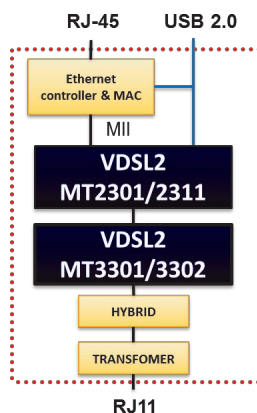 RJ-45 USB 2.0
Ethernet
controller & MAC
MII
VDSL2
MT2301/2311
VDSL2
MT3301/3302
HYBRID
TRANSFOMER
RJ11